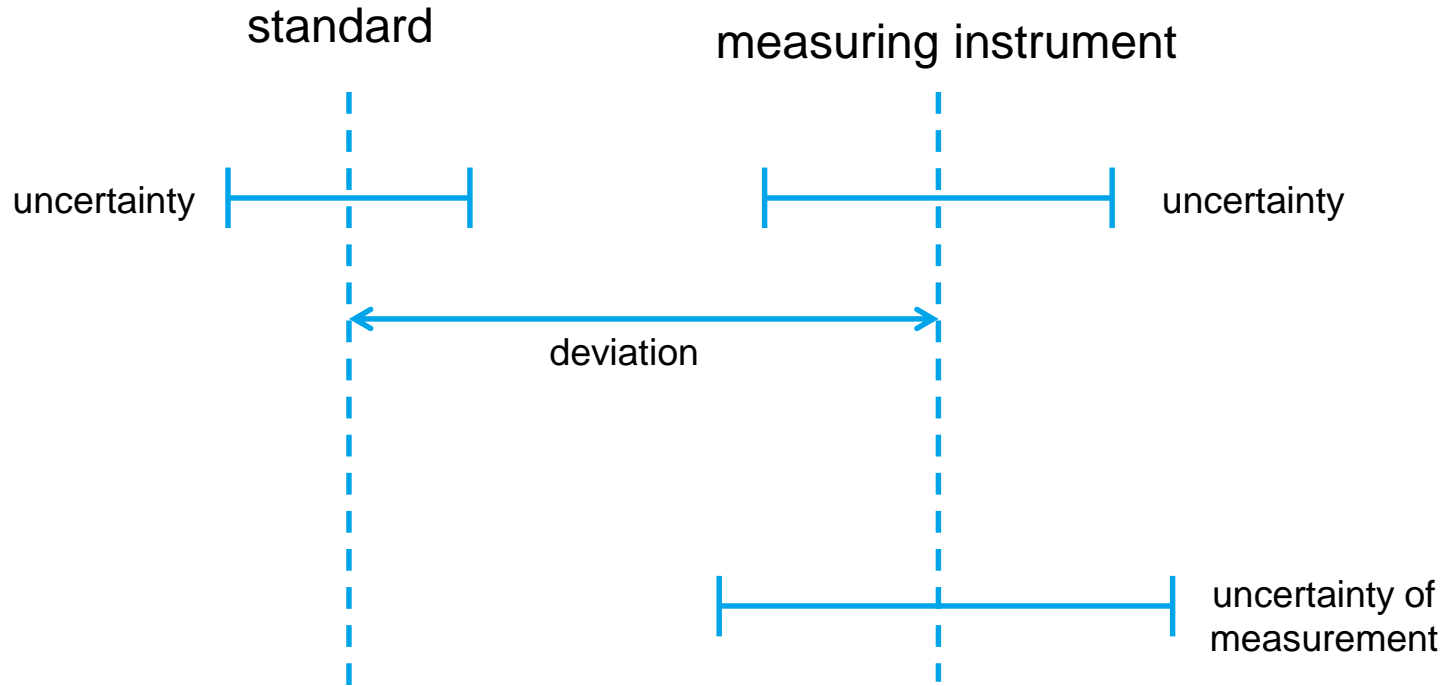 standard
measuring instrument
uncertainty
uncertainty
deviation
uncertainty of
measurement